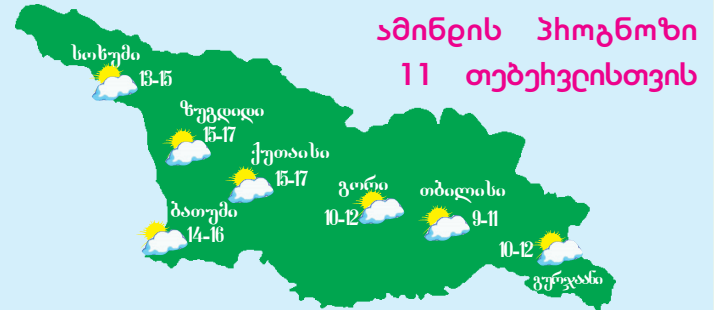 ამინდის პროგნოზი
11 თებერვლისთვის
სოხუმი
13-15
ზუგდიდი
15-17
ქუთაისი
15-17
გორი
10-12
თბილისი
9-11
ბათუმი
14-16
10-12
გურჯაანი